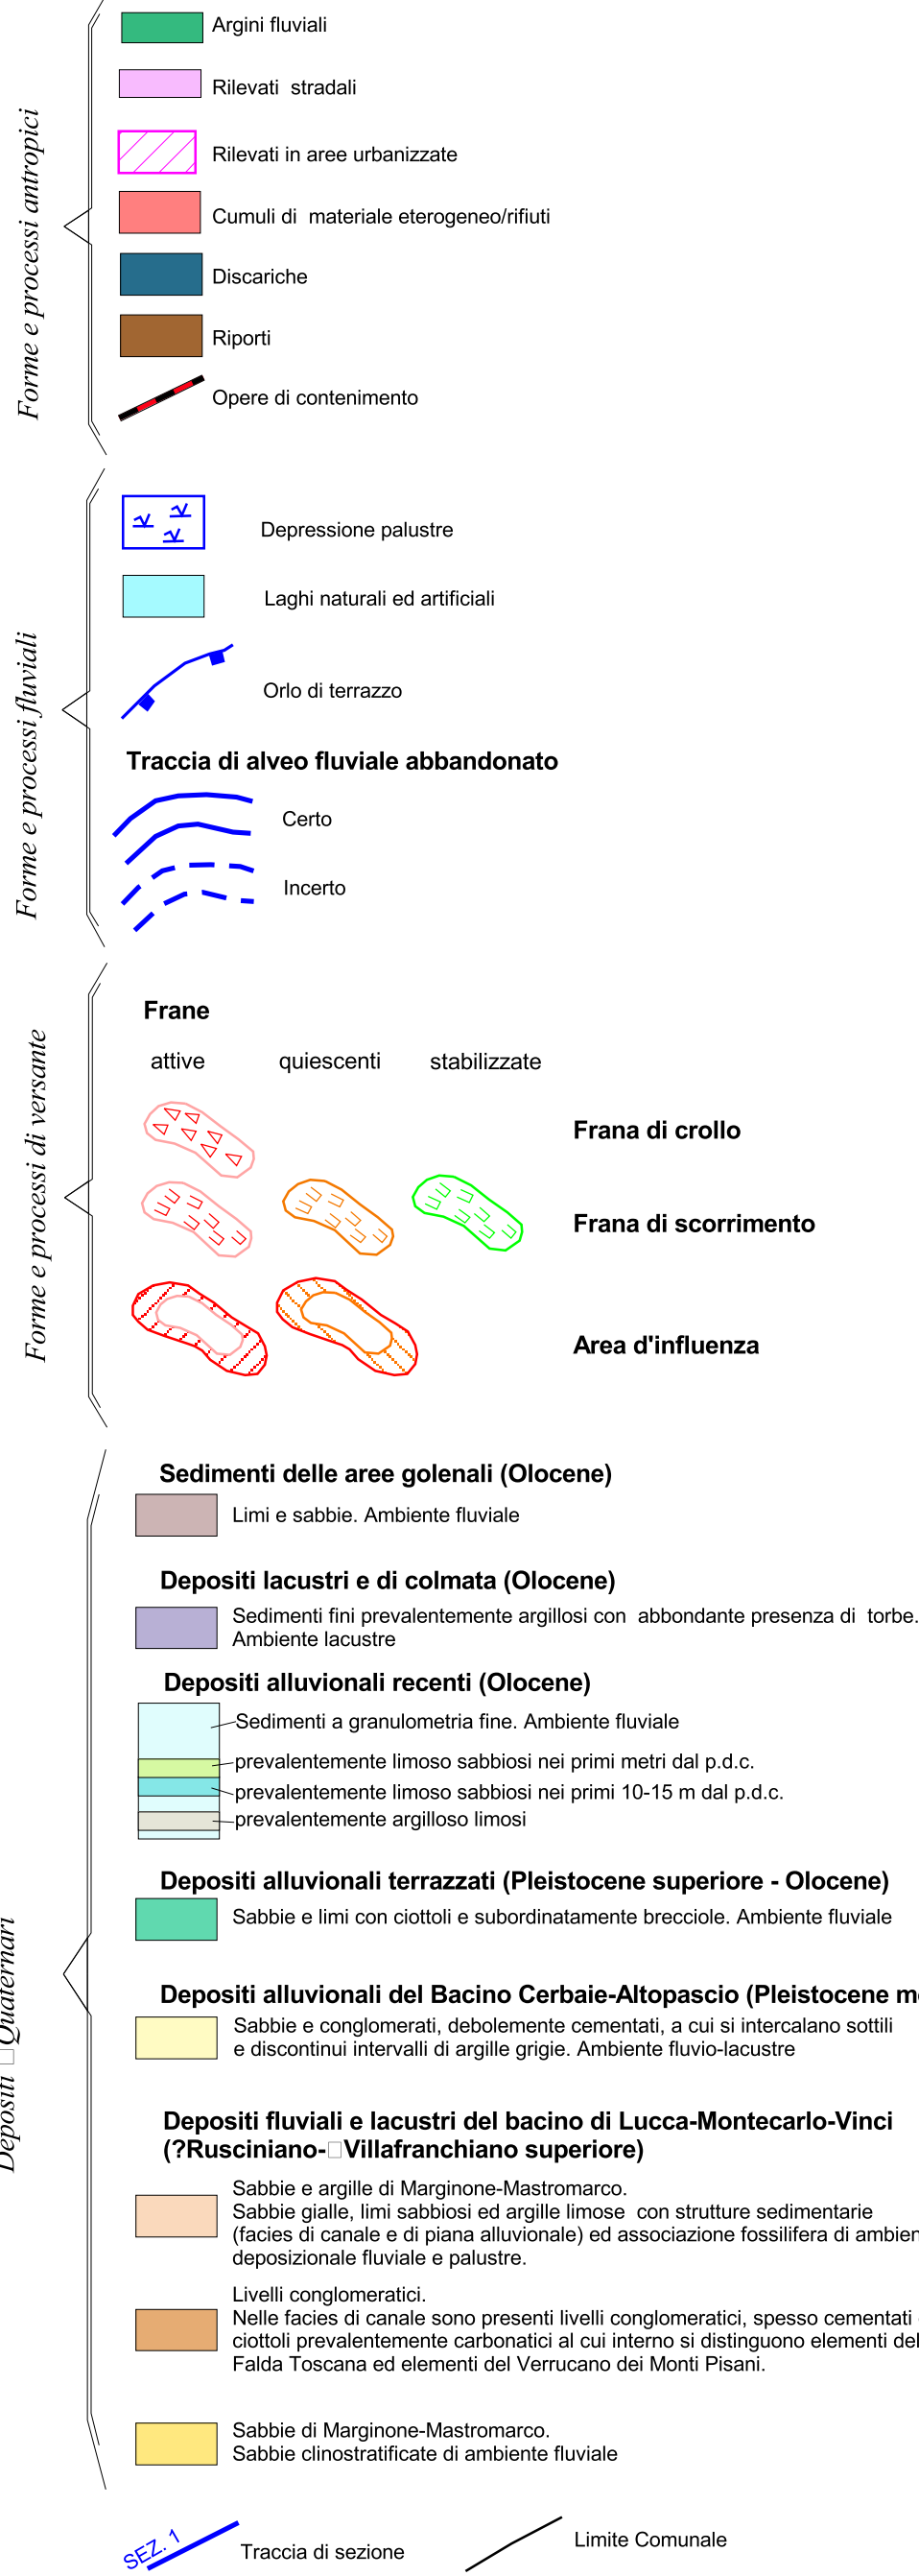 Forme e processi antropici
Argini fluviali
Rilevati  stradali
Rilevati in aree urbanizzate
Cumuli di  materiale eterogeneo/rifiuti
Discariche
Riporti
Opere di contenimento
Forme e processi fluviali
Depressione palustre
Laghi naturali ed artificiali
Orlo di terrazzo
Traccia di alveo fluviale abbandonato
Certo
Incerto
Forme e processi di versante
Frane
attive quiescenti stabilizzate
Frana di crollo
Frana di scorrimento
Area d'influenza
Depositi □Quaternari
Sedimenti delle aree golenali (Olocene)
Limi e sabbie. Ambiente fluviale
Depositi lacustri e di colmata (Olocene)
Sedimenti fini prevalentemente argillosi con  abbondante presenza di  torbe.
Ambiente lacustre
Depositi alluvionali recenti (Olocene)
Sedimenti a granulometria fine. Ambiente fluviale
prevalentemente limoso sabbiosi nei primi metri dal p.d.c.
prevalentemente limoso sabbiosi nei primi 10-15 m dal p.d.c.
prevalentemente argilloso limosi
Depositi alluvionali terrazzati (Pleistocene superiore - Olocene)
Sabbie e limi con ciottoli e subordinatamente brecciole. Ambiente fluviale
Depositi alluvionali del Bacino Cerbaie-Altopascio (Pleistocene
Sabbie e conglomerati, debolemente cementati, a cui si intercalano sottili
e discontinui intervalli di argille grigie. Ambiente fluvio-lacustre
Depositi fluviali e lacustri del bacino di Lucca-Montecarlo-Vinci
(?Rusciniano-□Villafranchiano superiore)
Sabbie e argille di Marginone-Mastromarco.
Sabbie gialle, limi sabbiosi ed argille limose  con strutture sedimentarie
(facies di canale e di piana alluvionale) ed associazione fossilifera di
deposizionale fluviale e palustre.
Livelli conglomeratici.
Nelle facies di canale sono presenti livelli conglomeratici, spesso cementati
ciottoli prevalentemente carbonatici al cui interno si distinguono elementi
Falda Toscana ed elementi del Verrucano dei Monti Pisani.
Sabbie di Marginone-Mastromarco.
Sabbie clinostratificate di ambiente fluviale
SEZ. 1
Traccia di sezione
Limite Comunale